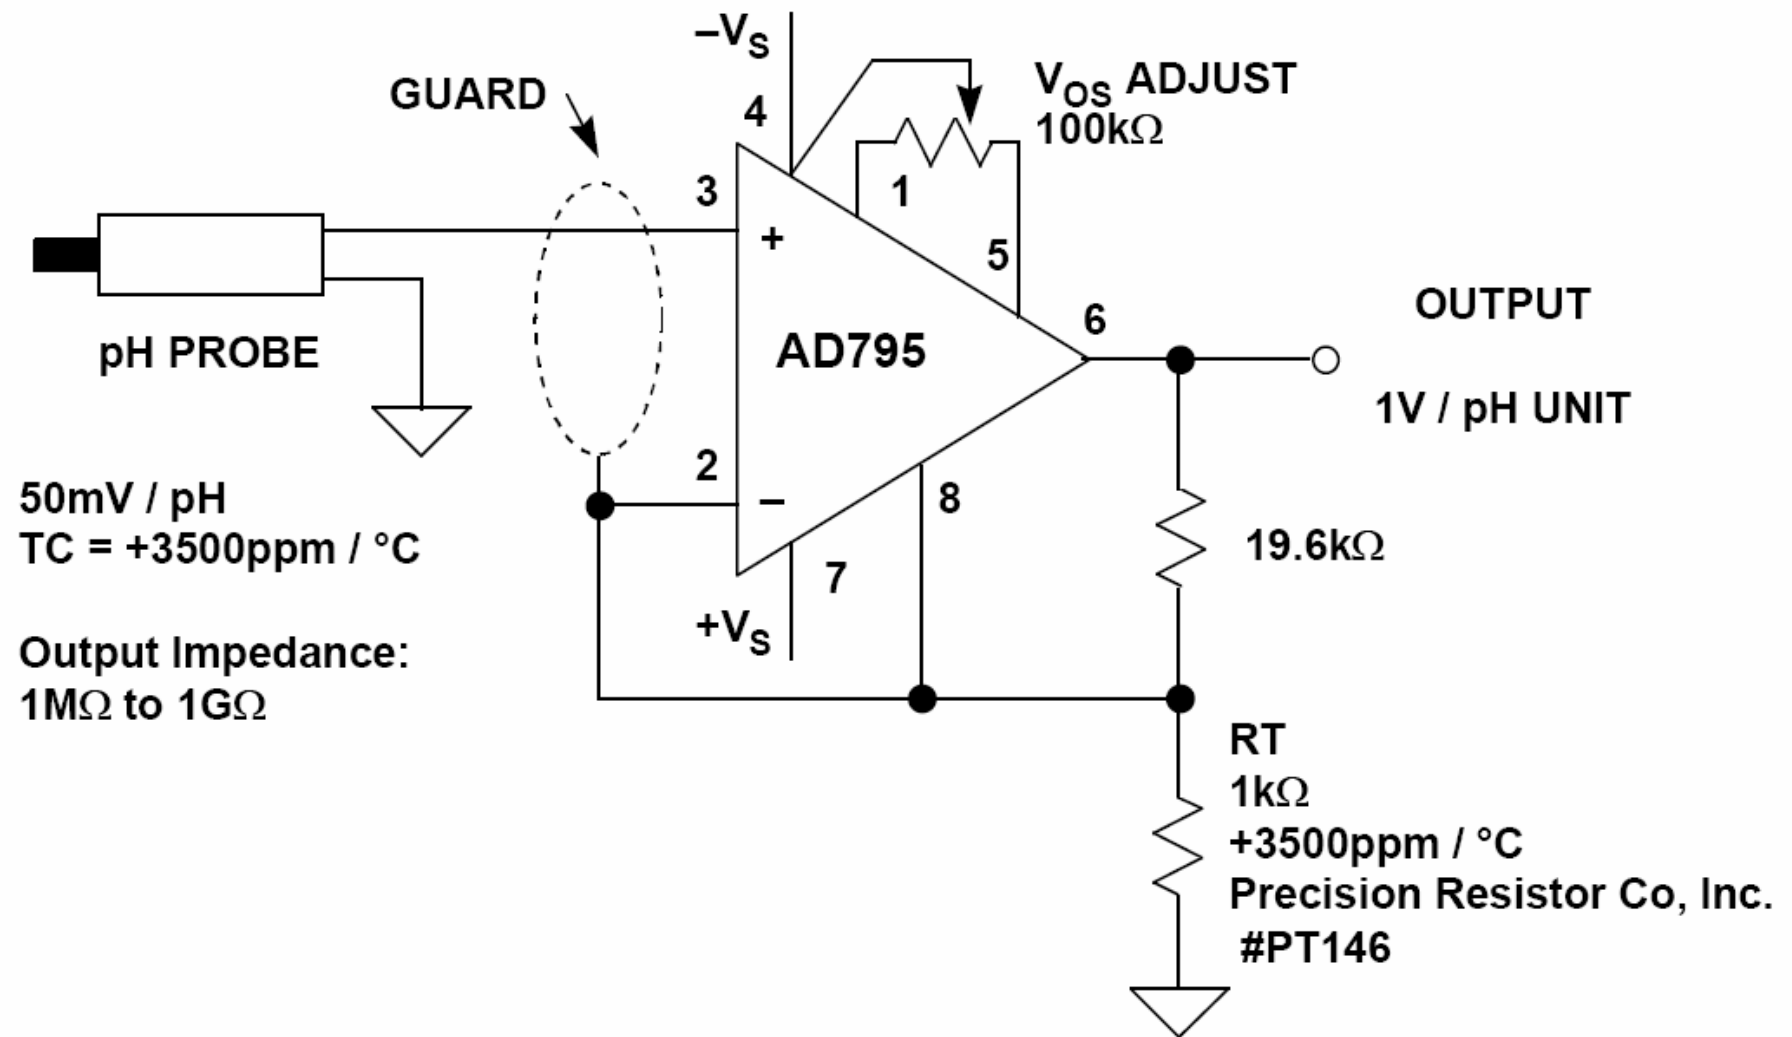 –VS
GUARD
4
VOS ADJUST
100kΩ
3
1
+
5
pH PROBE
AD795
6
OUTPUT
1V / pH UNIT
2
–
8
50mV / pH
TC = +3500ppm / °C
7
19.6kΩ
+VS
Output Impedance:
1MΩ to 1GΩ
RT
1kΩ
+3500ppm / °C
Precision Resistor Co, Inc.
#PT146